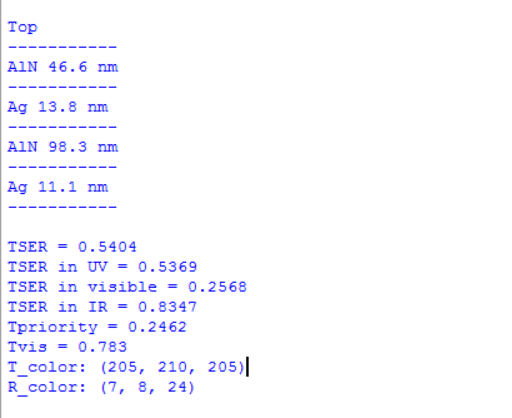 Top
-----------
AlN 46.6 nm
-----------
Ag 13.8 nm
-----------
AlN 98.3 nm
-----------
Ag 11.1 nm
-----------
TSER = 0.5404
TSER in UV = 0.5369
TSER in visible = 0.2568
TSER in IR = 0.8347
Tpriority = 0.2462
Tvis = 0.783
T_color: (205, 210, 205)
R_color: (7, 8, 24)